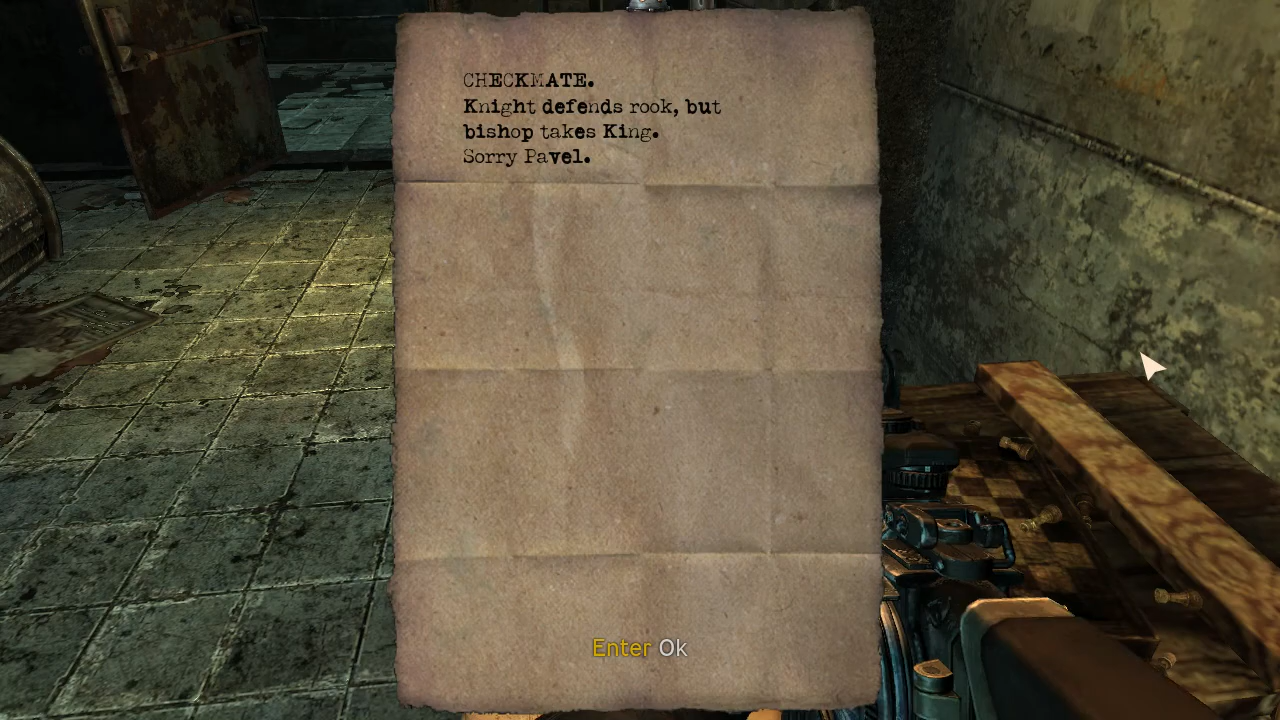 CHECKMATE.
Knight defends rook, but
bishop takes King.
Sorry Pavel.
Enter Ok